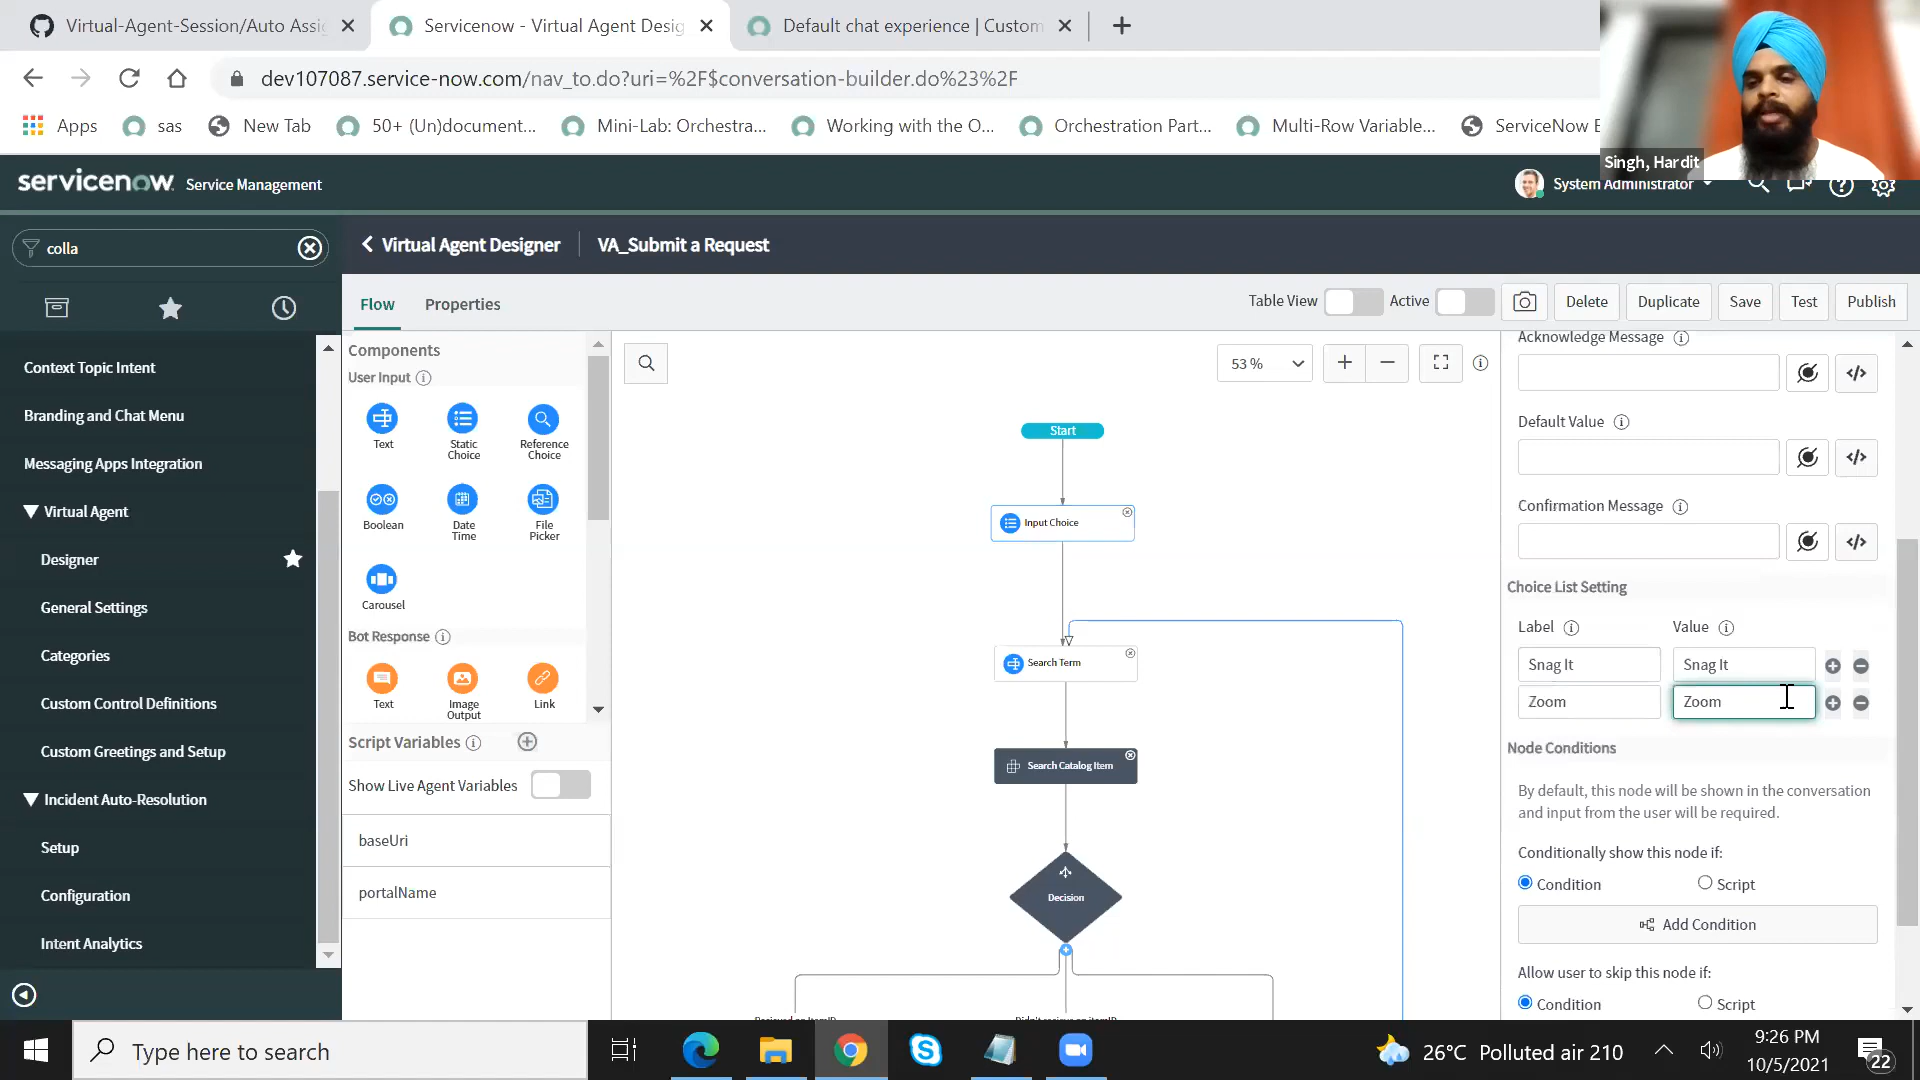 Virtual-Agent-Session/Auto Assig
Servicenow - Virtual Agent Desig
Default chat experience | Custom
dev107087.service-now.com/nav_to.do?uri=%2F$conversation-builder.do%23%2F
Apps
sas
New Tab
50+ (Un)document...
Mini-Lab: Orchestra...
Working with the O...
Orchestration Part...
Multi-Row Variable...
ServiceNow E
Singh, Hardit
servicenow Service Management
System Administrator
colla
Virtual Agent Designer
VA_Submit a Request
Flow
Properties
Table View
Active
Delete
Duplicate
Save
Test
Publish
Context Topic Intent
Branding and Chat Menu
Messaging Apps Integration
Virtual Agent
Designer
General Settings
Categories
Custom Control Definitions
Custom Greetings and Setup
Incident Auto-Resolution
Setup
Configuration
Intent Analytics
Components
User Input
Text
Static Choice
Reference Choice
Boolean
Date Time
File Picker
Carousel
Bot Response
Text
Image Output
Link
Script Variables
Show Live Agent Variables
baseUri
portalName
53 %
Start
Input Choice
Search Term
Search Catalog Item
Decision
Acknowledge Message
Default Value
Confirmation Message
Choice List Setting
Label
Value
Snag It
Snag It
Zoom
Zoom
Node Conditions
By default, this node will be shown in the conversation
and input from the user will be required.
Conditionally show this node if:
Condition
Script
Add Condition
Allow user to skip this node if:
Condition
Script
Type here to search
26°C Polluted air 210
9:26 PM
10/5/2021
22